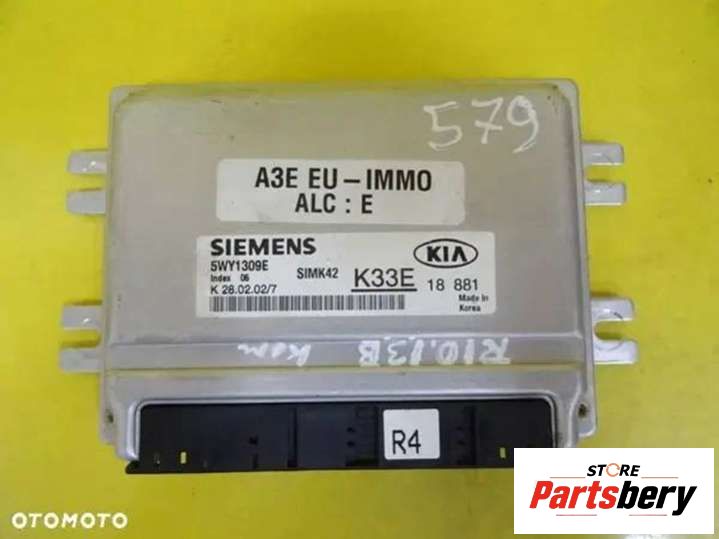 579
A3E EU-IMMO
ALC : E
SIEMENS
5WY1309E
Index 06
SIMK42
K33E
K 28.02.02/7
KIA
18 881
Made in
Korea
RIO.1.3B
kom
R4
STORE
Partsbery
OTOMOTO